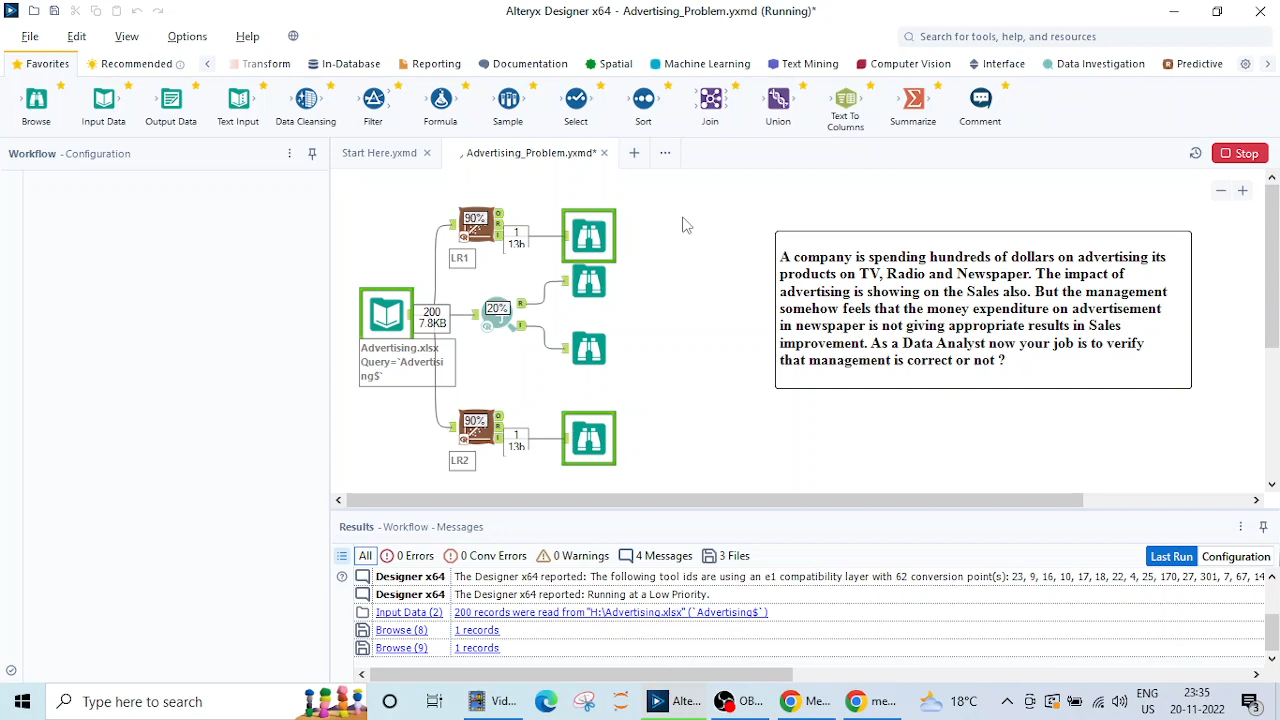 Alteryx Designer x64 - Advertising_Problem.yxmd (Running)*
File Edit View Options Help
Search for tools, help, and resources
Favorites Recommended Transform In-Database Reporting Documentation Spatial Machine Learning Text Mining Computer Vision Interface Data Investigation Predictive
Browse Input Data Output Data Text Input Data Cleansing Filter Formula Sample Select Sort Join Union Text To Columns Summarize Comment
Workflow - Configuration
Start Here.yxmd Advertising_Problem.yxmd* Stop
90%
O
R
I
1
13b
LR1
200
7.8KB
20%
R
I
Advertising.xlsx
Query=`Advertisi
ng$`
90%
O
R
I
1
13b
LR2
A company is spending hundreds of dollars on advertising its
products on TV, Radio and Newspaper. The impact of
advertising is showing on the Sales also. But the management
somehow feels that the money expenditure on advertisement
in newspaper is not giving appropriate results in Sales
improvement. As a Data Analyst now your job is to verify
that management is correct or not ?
Results - Workflow - Messages
All 0 Errors 0 Conv Errors 0 Warnings 4 Messages 3 Files Last Run Configuration
Designer x64 The Designer x64 reported: The following tool ids are using an e1 compatibility layer with 62 conversion point(s): 23, 9, 16, 10, 17, 18, 22, 4, 25, 170, 27, 301, 7, 67, 14
Designer x64 The Designer x64 reported: Running at a Low Priority.
Input Data (2) 200 records were read from "H:\Advertising.xlsx" (`Advertising$`)
Browse (8) 1 records
Browse (9) 1 records
Type here to search Vid... Alte... OB... Me... me... 18°C ENG US 23:35 20-11-2022 3